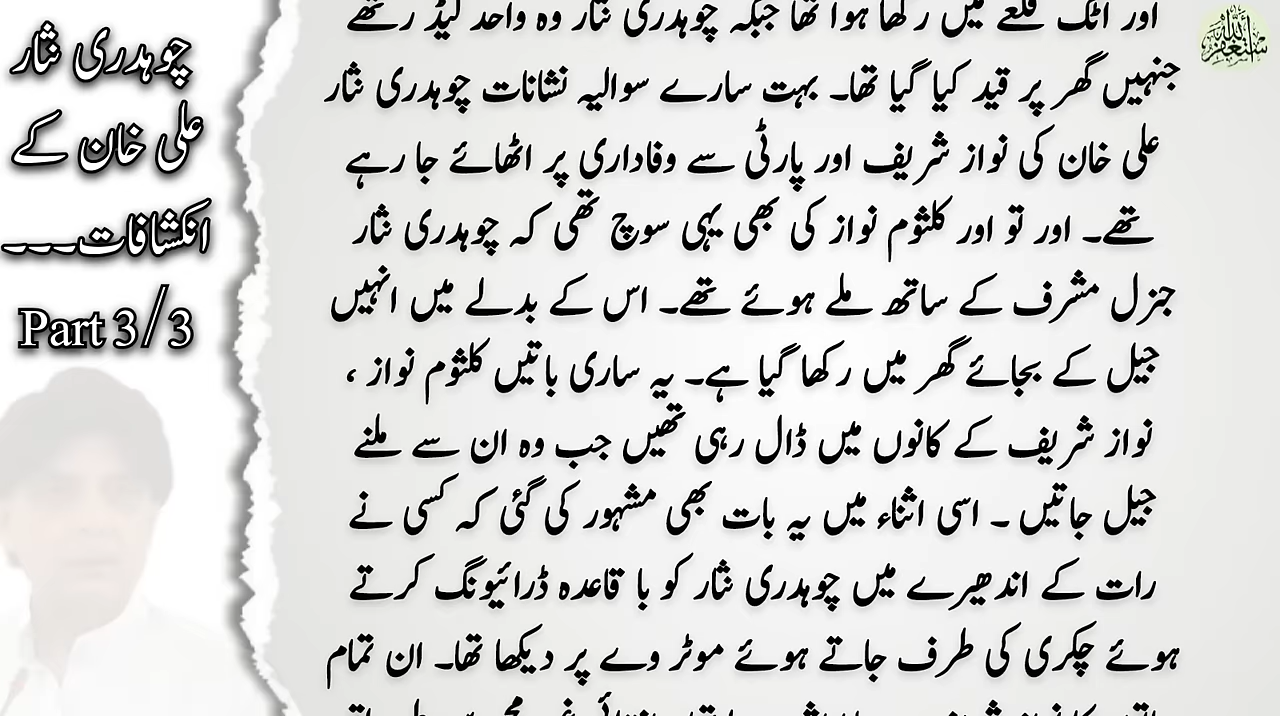 چوہدری نثار
علی خان کے
انکشافات۔۔۔
Part 3/3
استغفر اللہ
اور اٹک قلعے میں رکھا ہوا تھا جبکہ چوہدری نثار وہ واحد لیڈر تھے
جنہیں گھر پر قید کیا گیا تھا۔ بہت سارے سوالیہ نشانات چوہدری نثار
علی خان کی نواز شریف اور پارٹی سے وفاداری پر اٹھائے جا رہے
تھے۔ اور تو اور کلثوم نواز کی بھی یہی سوچ تھی کہ چوہدری نثار
جنرل مشرف کے ساتھ ملے ہوئے تھے۔ اس کے بدلے میں انہیں
جیل کے بجائے گھر میں رکھا گیا ہے۔ یہ ساری باتیں کلثوم نواز ،
نواز شریف کے کانوں میں ڈال رہی تھیں جب وہ ان سے ملنے
جیل جاتیں ۔ اسی اثناء میں یہ بات بھی مشہور کی گئی کہ کسی نے
رات کے اندھیرے میں چوہدری نثار کو با قاعدہ ڈرائیونگ کرتے
ہوئے چکری کی طرف جاتے ہوئے موٹر وے پر دیکھا تھا۔ ان تمام